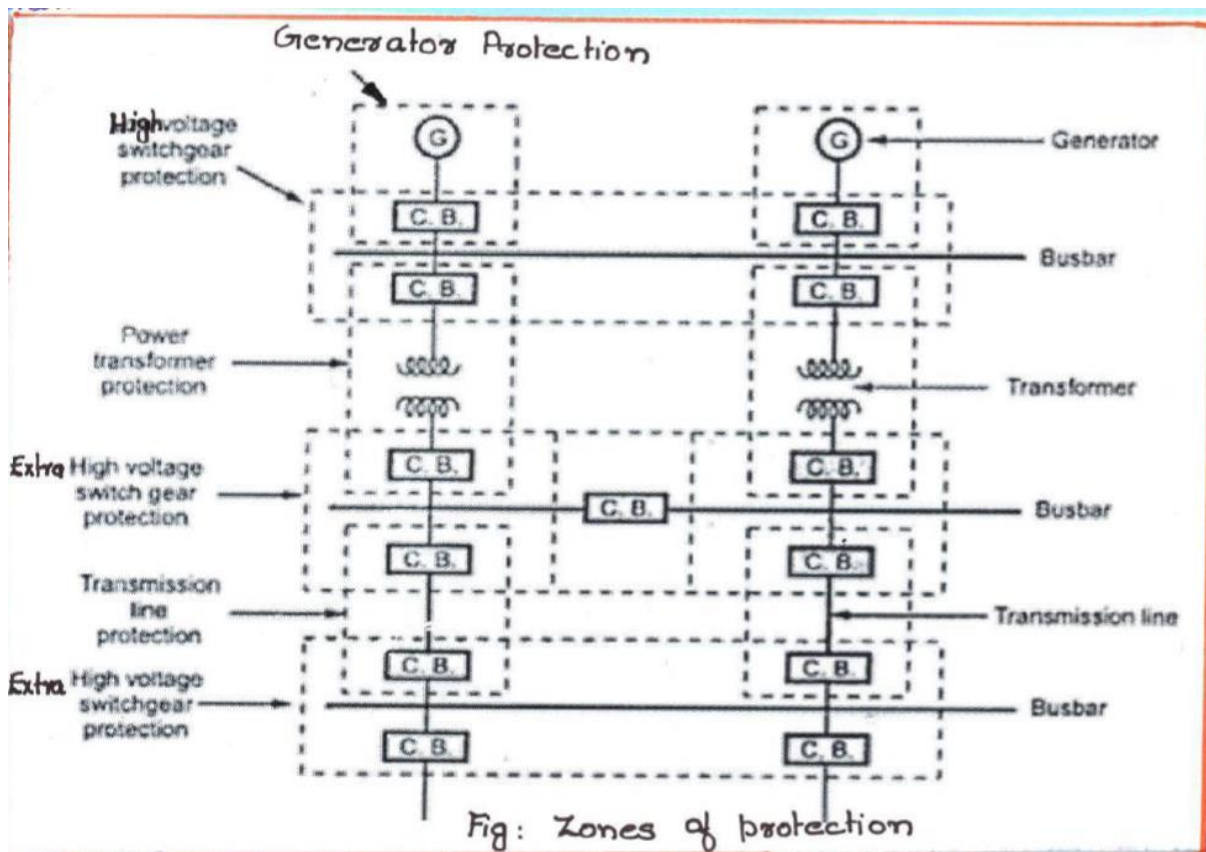 Generator Protection
High voltage
switchgear
protection
G
G
Generator
C. B.
C. B.
Busbar
C. B.
C. B.
Power
transformer
protection
Transformer
Extra High voltage
switch gear
protection
C. B.
C. B.
C. B.
Busbar
C. B.
C. B.
Transmission
line
protection
Transmission line
Extra High voltage
switchgear
protection
C. B.
C. B.
Busbar
C. B.
C. B.
Fig: Zones of protection